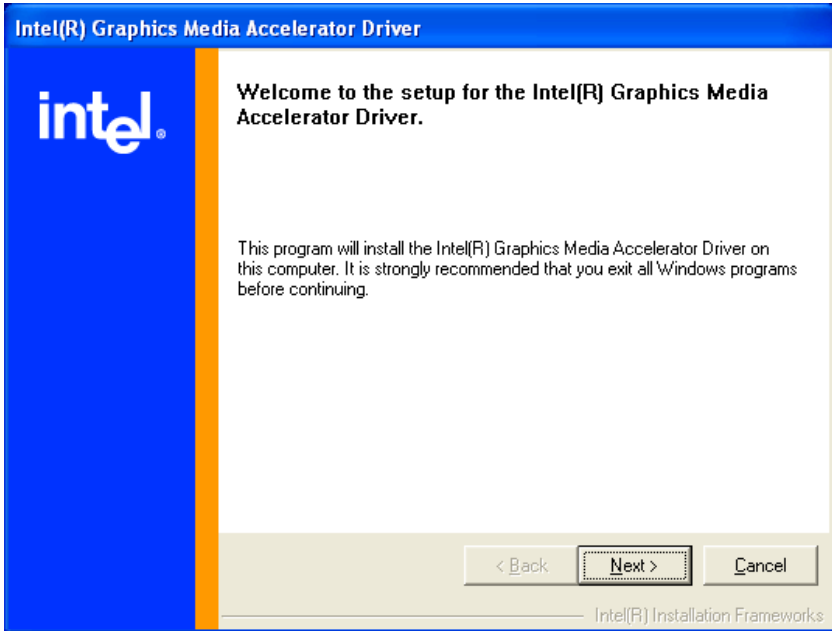 Intel(R) Graphics Media Accelerator Driver
intel®
Welcome to the setup for the Intel(R) Graphics Media
Accelerator Driver.
This program will install the Intel(R) Graphics Media Accelerator Driver on
this computer. It is strongly recommended that you exit all Windows programs
before continuing.
< Back
Next >
Cancel
Intel(R) Installation Frameworks